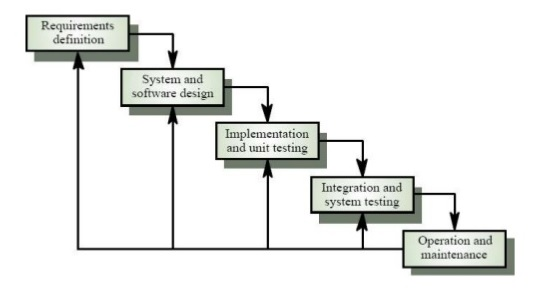 Requirements
definition
System and
software design
Implementation
and unit testing
Integration and
system testing
Operation and
maintenance